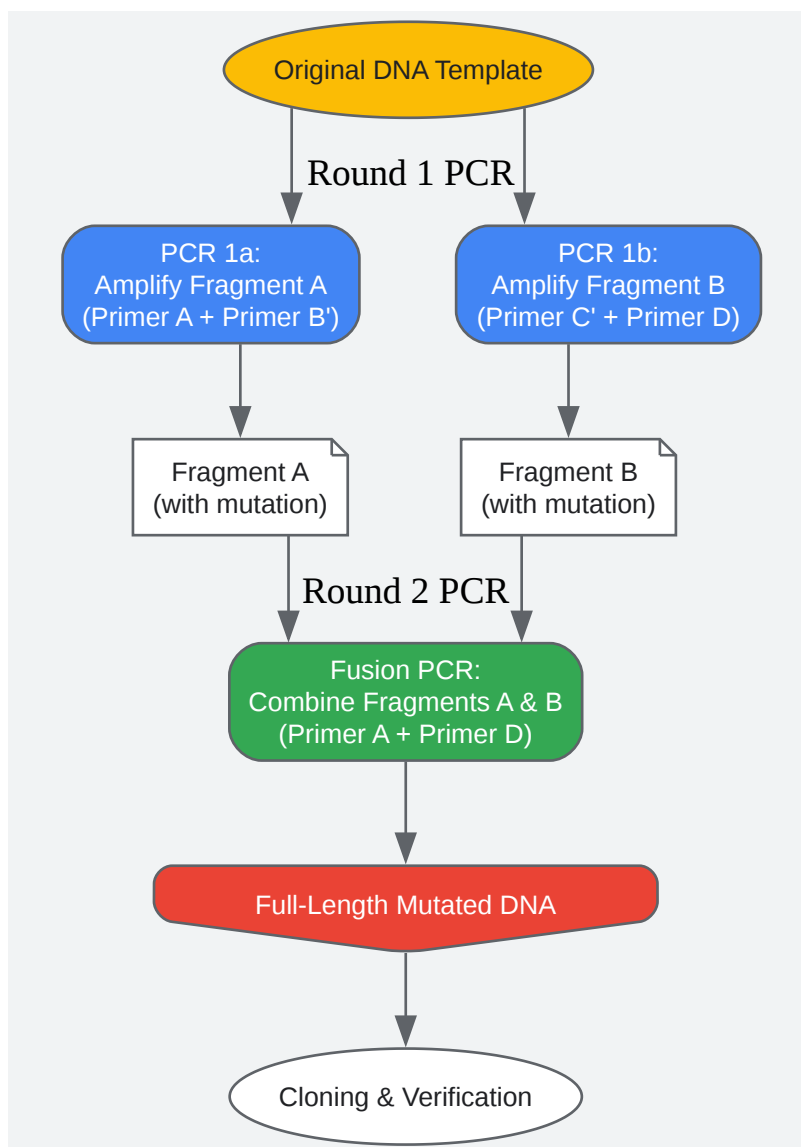 Original DNA Template
Round 1 PCR
PCR 1a:
Amplify Fragment A
(Primer A + Primer B')
PCR 1b:
Amplify Fragment B
(Primer C' + Primer D)
Fragment A
(with mutation)
Fragment B
(with mutation)
Round 2 PCR
Fusion PCR:
Combine Fragments A & B
(Primer A + Primer D)
Full-Length Mutated DNA
Cloning & Verification